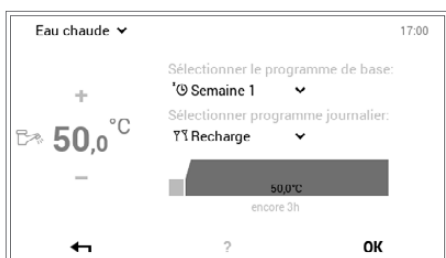 Eau chaude
17:00
Sélectionner le programme de base:
Semaine 1
+
Sélectionner programme journalier:
50,0 °C
Recharge
–
50,0°C
encore 3h
?
OK